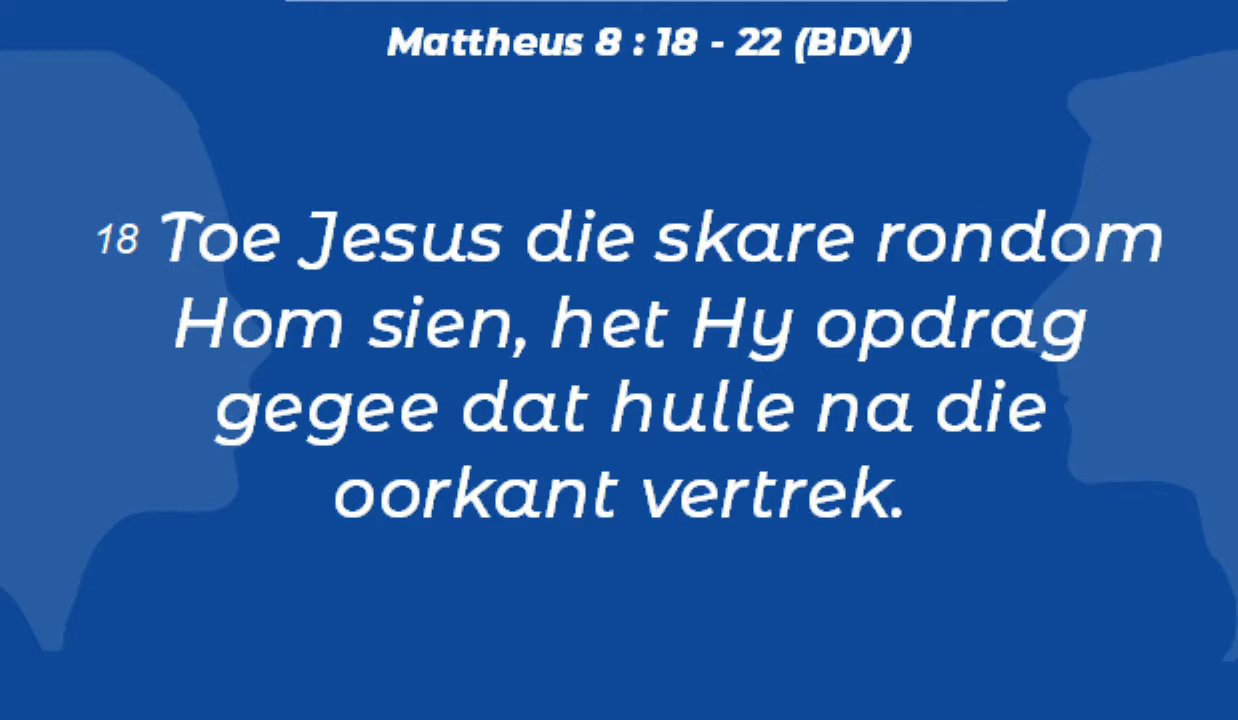 Mattheus 8 : 18 - 22 (BDV)
18 Toe Jesus die skare rondom
Hom sien, het Hy opdrag
gegee dat hulle na die
oorkant vertrek.